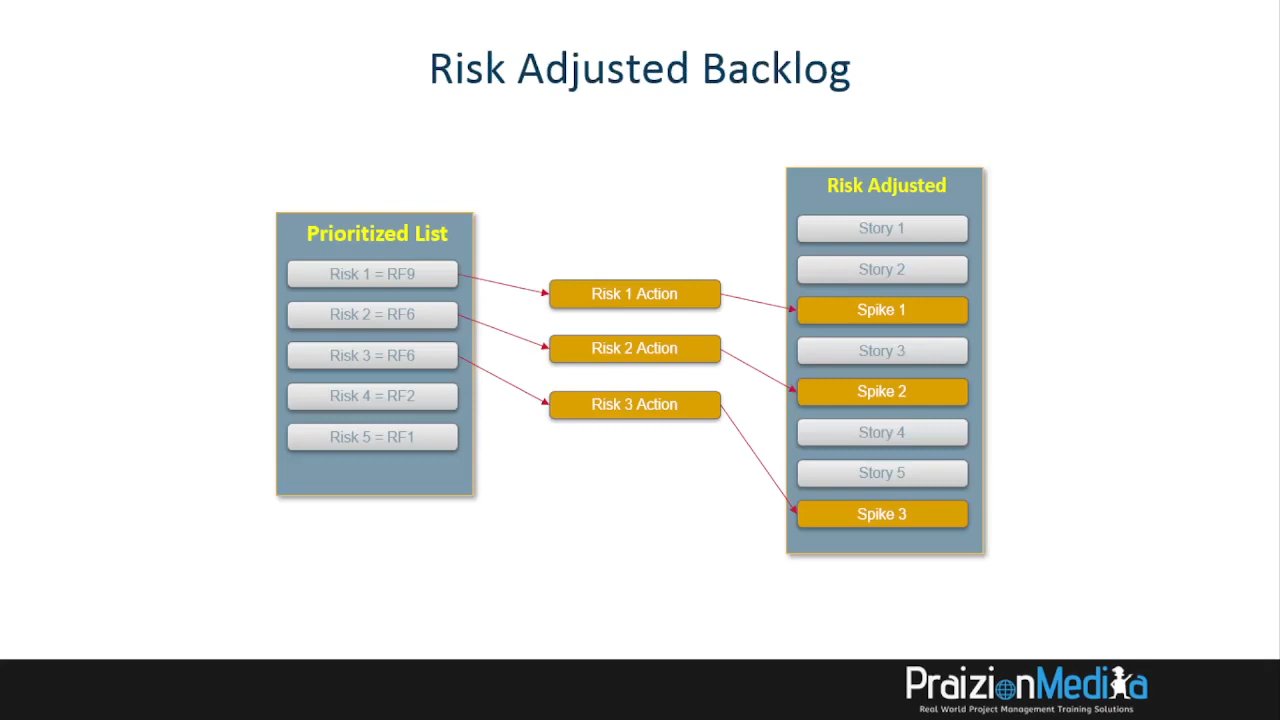 Risk Adjusted Backlog
Prioritized List
Risk 1 = RF9
Risk 2 = RF6
Risk 3 = RF6
Risk 4 = RF2
Risk 5 = RF1
Risk 1 Action
Risk 2 Action
Risk 3 Action
Risk Adjusted
Story 1
Story 2
Spike 1
Story 3
Spike 2
Story 4
Story 5
Spike 3
PraizionMedia
Real World Project Management Training Solutions